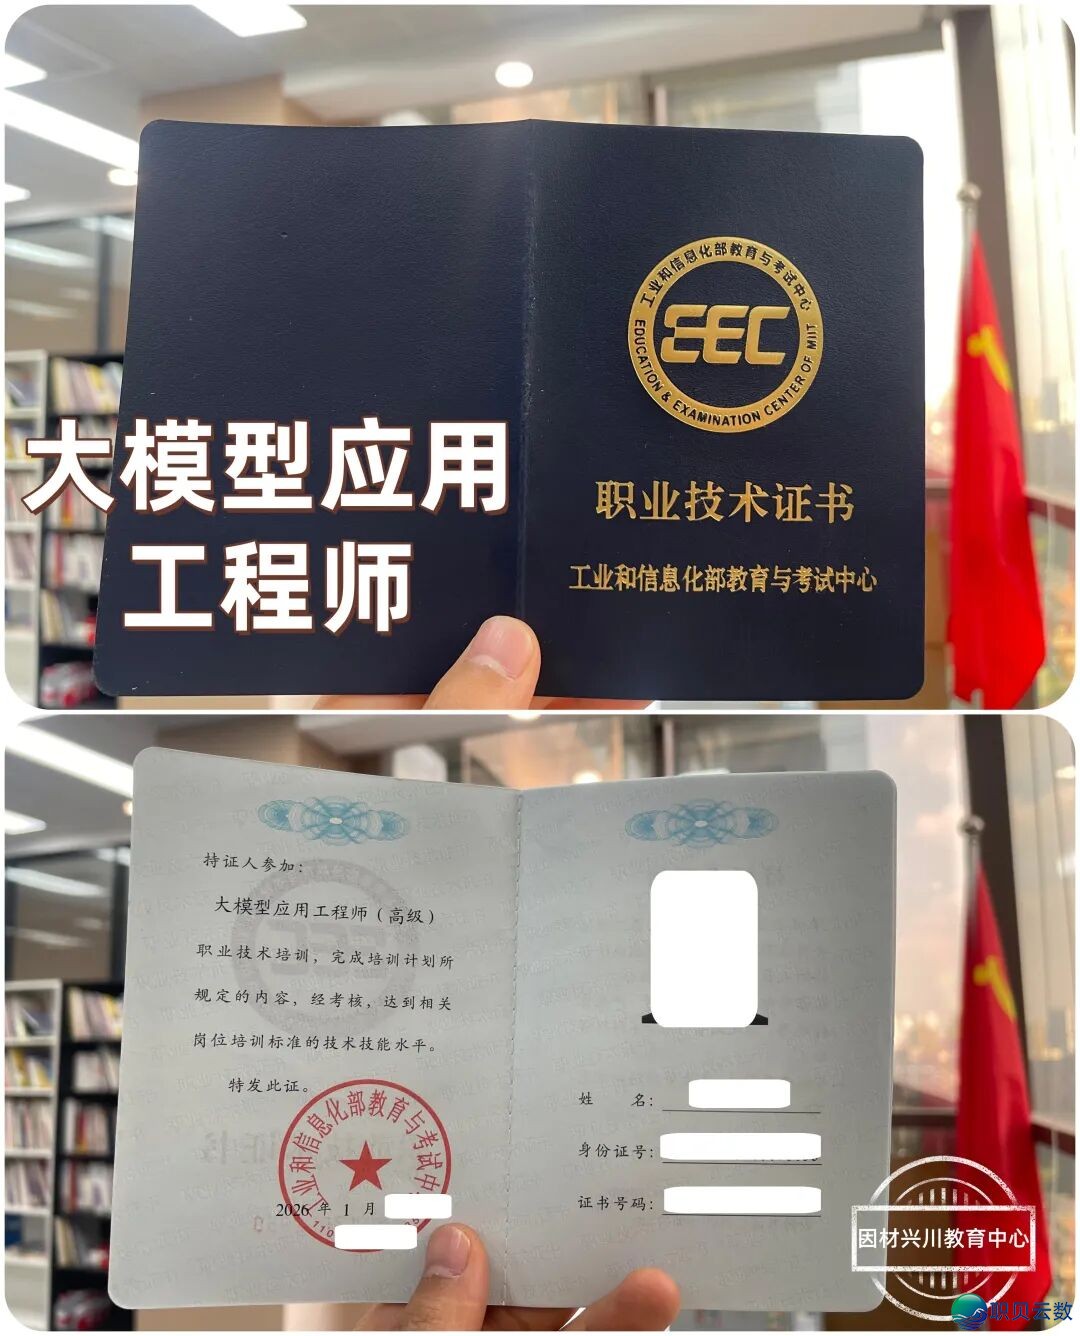 工业和信息化部教育与考试中心
EEC
EDUCATION & EXAMINATION CENTER OF MIIT
大模型应用
工程师
职业技术证书
工业和信息化部教育与考试中心
持证人参加：
大模型应用工程师（高级）
职业技术培训，完成培训计划所
规定的内容，经考核，达到相关
岗位培训标准的技术技能水平。
特发此证。
工业和信息化部教育与考试中
2026 年 1 月
110
姓 名：
身份证号：
证书号码：
因材兴川教育中心
职贝云数